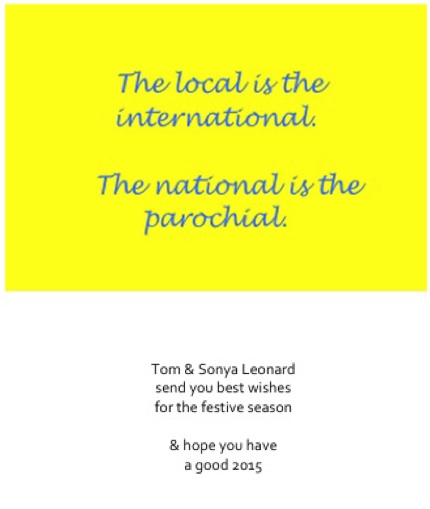 The local is the
international.
The national is the
parochial.
Tom & Sonya Leonard
send you best wishes
for the festive season
& hope you have
a good 2015